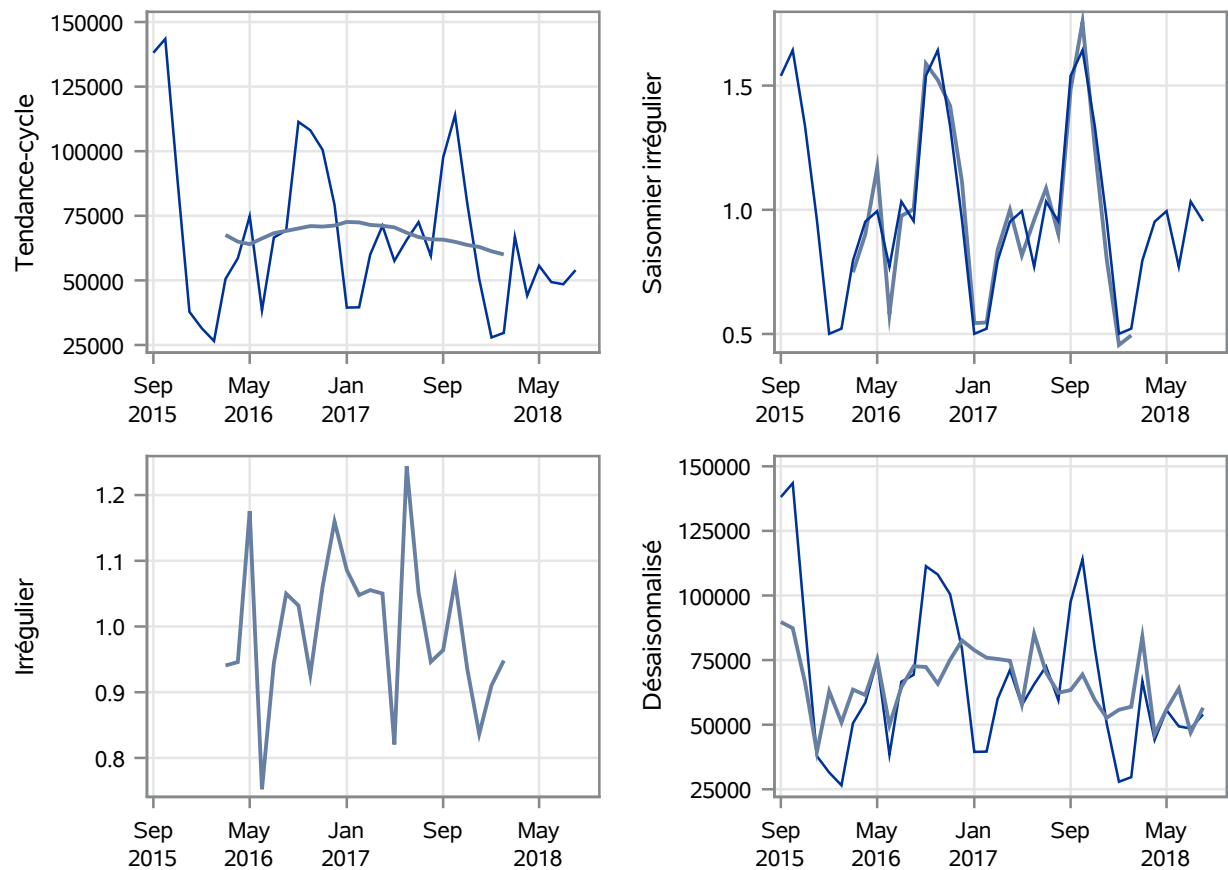 Tendance-cycle
150000
125000
100000
75000
50000
25000
Sep May Jan Sep May
2015 2016 2017 2018
Saisonnier irrégulier
1.5
1.0
0.5
Sep May Jan Sep May
2015 2016 2017 2018
Irrégulier
1.2
1.1
1.0
0.9
0.8
Sep May Jan Sep May
2015 2016 2017 2018
Désaisonnalisé
150000
125000
100000
75000
50000
25000
Sep May Jan Sep May
2015 2016 2017 2018